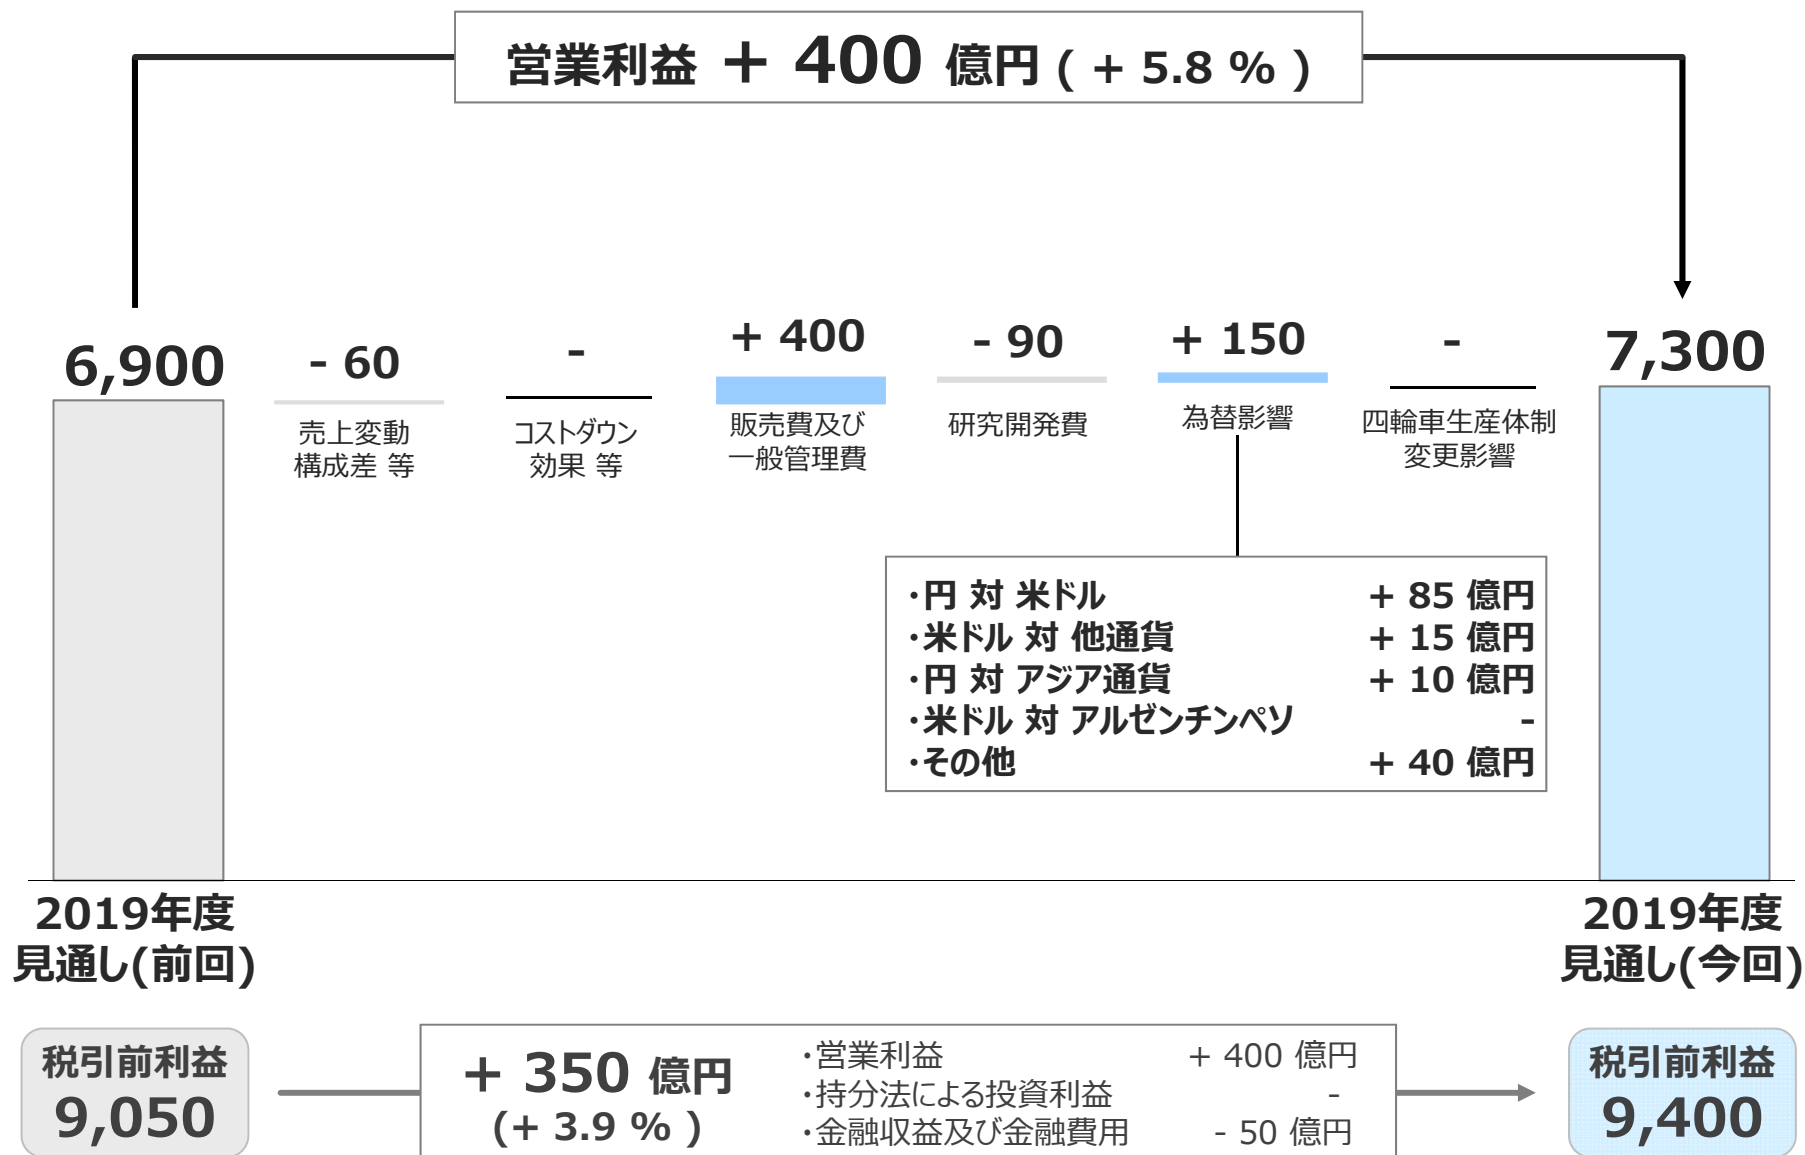 営業利益 + 400 億円 ( + 5.8 % )
6,900
- 60
-
+ 400
- 90
+ 150
-
7,300
売上変動
構成差 等
コストダウン
効果 等
販売費及び
一般管理費
研究開発費
為替影響
四輪車生産体制
変更影響
・円 対 米ドル + 85 億円
・米ドル 対 他通貨 + 15 億円
・円 対 アジア通貨 + 10 億円
・米ドル 対 アルゼンチンペソ -
・その他 + 40 億円
2019年度
見通し(前回)
2019年度
見通し(今回)
税引前利益
9,050
+ 350 億円
(+ 3.9 % )
・営業利益 + 400 億円
・持分法による投資利益 -
・金融収益及び金融費用 - 50 億円
税引前利益
9,400